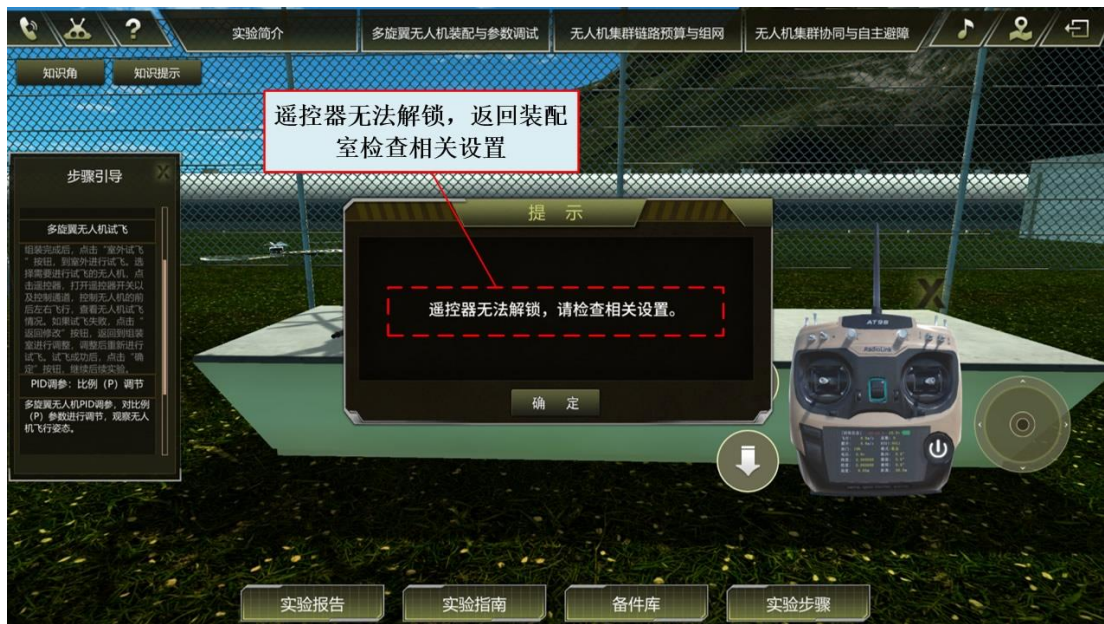 实验简介
多旋翼无人机装配与参数调试
无人机集群链路预算与组网
无人机集群协同与自主避障
知识角
知识提示
遥控器无法解锁，返回装配
室检查相关设置
步骤引导
多旋翼无人机试飞
组装完成后，点击“室外试飞
”按钮，到室外进行试飞。选
择需要进行试飞的无人机，点
击遥控器，打开遥控器开关以
及控制通道，控制无人机的前
后左右飞行，查看无人机试飞
情况。如果试飞失败，点击“
返回修改”按钮，返回到组装
室进行调整，调整后重新进行
试飞。试飞成功后，点击“确
定”按钮，继续后续实验。
PID调参：比例（P）调节
多旋翼无人机PID调参，对比例
（P）参数进行调节，观察无人
机飞行姿态。
提 示
遥控器无法解锁，请检查相关设置。
确 定
AT9S
RadioLink
实验报告
实验指南
备件库
实验步骤